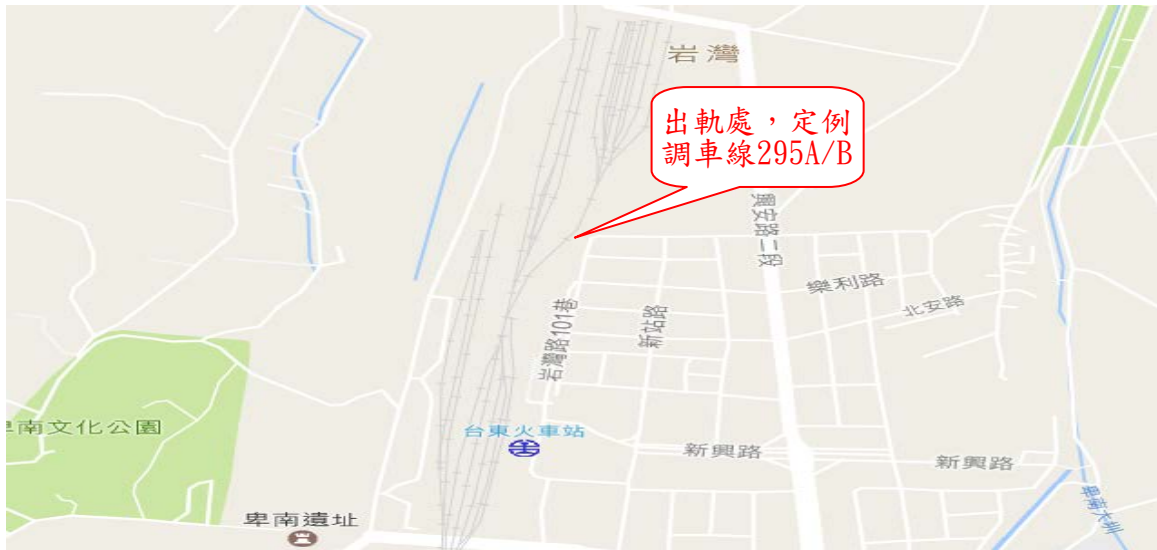 岩灣
出軌處，定例
調車線295A/B
興安路二段
樂利路
北安路
新站路
岩灣路101巷
卑南文化公園
台東火車站
新興路
新興路
卑南大圳
卑南遺址